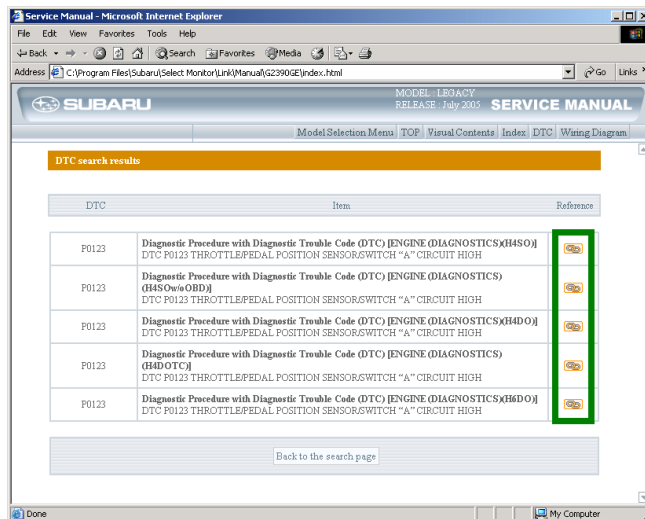 Service Manual - Microsoft Internet Explorer
File Edit View Favorites Tools Help
Back Search Favorites Media
Address C:\Program Files\Subaru\Select Monitor\Link\Manual\G2390GE\index.html Go Links
SUBARU
MODEL : LEGACY
RELEASE : July 2005 SERVICE MANUAL
Model Selection Menu TOP Visual Contents Index DTC Wiring Diagram
DTC search results
DTC Item Reference
Diagnostic Procedure with Diagnostic Trouble Code (DTC) [ENGINE (DIAGNOSTICS)(H4SO)]
P0123
DTC P0123 THROTTLE/PEDAL POSITION SENSOR/SWITCH “A” CIRCUIT HIGH
Diagnostic Procedure with Diagnostic Trouble Code (DTC) [ENGINE (DIAGNOSTICS)
P0123 (H4SOw/oOBD)]
DTC P0123 THROTTLE/PEDAL POSITION SENSOR/SWITCH “A” CIRCUIT HIGH
Diagnostic Procedure with Diagnostic Trouble Code (DTC) [ENGINE (DIAGNOSTICS)(H4DO)]
P0123
DTC P0123 THROTTLE/PEDAL POSITION SENSOR/SWITCH “A” CIRCUIT HIGH
Diagnostic Procedure with Diagnostic Trouble Code (DTC) [ENGINE (DIAGNOSTICS)
P0123 (H4DOTC)]
DTC P0123 THROTTLE/PEDAL POSITION SENSOR/SWITCH “A” CIRCUIT HIGH
Diagnostic Procedure with Diagnostic Trouble Code (DTC) [ENGINE (DIAGNOSTICS)(H6DO)]
P0123
DTC P0123 THROTTLE/PEDAL POSITION SENSOR/SWITCH “A” CIRCUIT HIGH
Back to the search page
Done My Computer